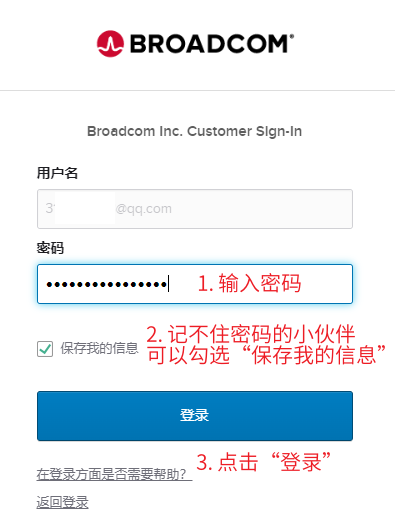 BROADCOM®
Broadcom Inc. Customer Sign-In
用户名
@qq.com
密码
1. 输入密码
2. 记不住密码的小伙伴
保存我的信息
可以勾选“保存我的信息”
登录
3. 点击“登录”
在登录方面是否需要帮助?
返回登录